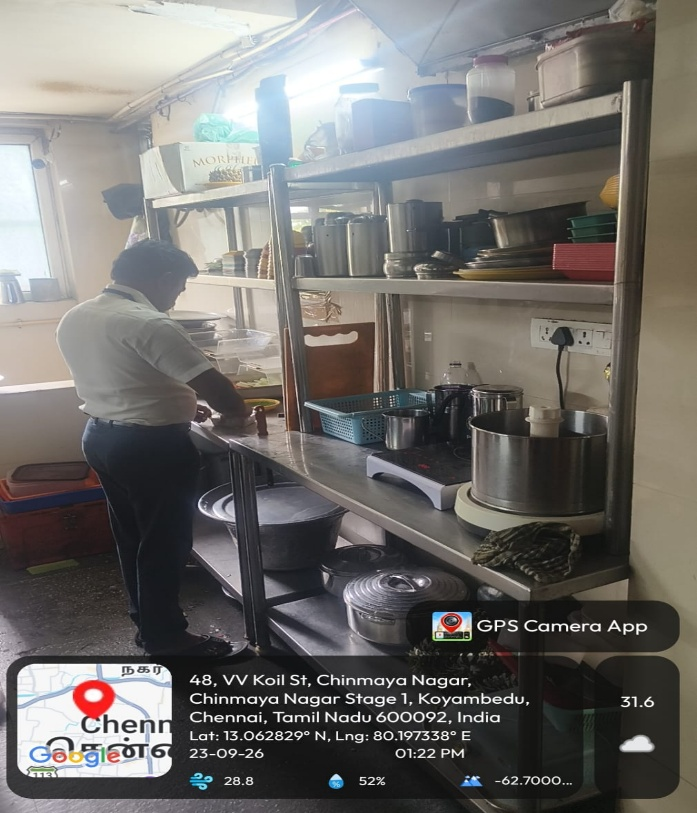 MORPHE
GPS Camera App
48, VV Koil St, Chinmaya Nagar,
Chinmaya Nagar Stage 1, Koyambedu,
Chennai, Tamil Nadu 600092, India
Lat: 13.062829° N, Lng: 80.197338° E
23-09-26 01:22 PM
28.8 52% -62.7000...
31.6
நகர்
Chenn
Google
113